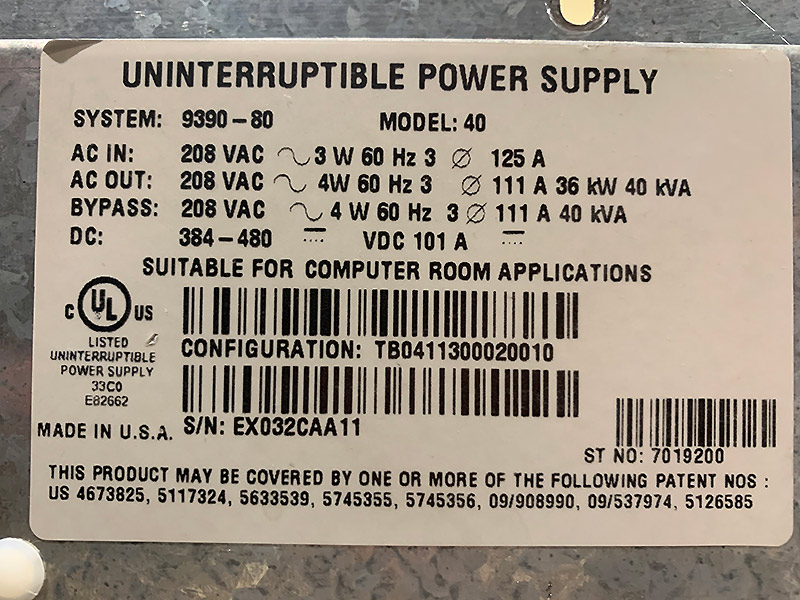 UNINTERRUPTIBLE POWER SUPPLY
SYSTEM: 9390-80 MODEL: 40
AC IN: 208 VAC ∿ 3 W 60 Hz 3 ∅ 125 A
AC OUT: 208 VAC ∿ 4W 60 Hz 3 ∅ 111 A 36 kW 40 kVA
BYPASS: 208 VAC ∿ 4 W 60 Hz 3 ∅ 111 A 40 kVA
DC: 384-480 ⎓ VDC 101 A ⎓
SUITABLE FOR COMPUTER ROOM APPLICATIONS
C UL US
LISTED
UNINTERRUPTIBLE
POWER SUPPLY
33C0
E82662
CONFIGURATION: TB0411300020010
MADE IN U.S.A. S/N: EX032CAA11
ST NO: 7019200
THIS PRODUCT MAY BE COVERED BY ONE OR MORE OF THE FOLLOWING PATENT NOS :
US 4673825, 5117324, 5633539, 5745355, 5745356, 09/908990, 09/537974, 5126585